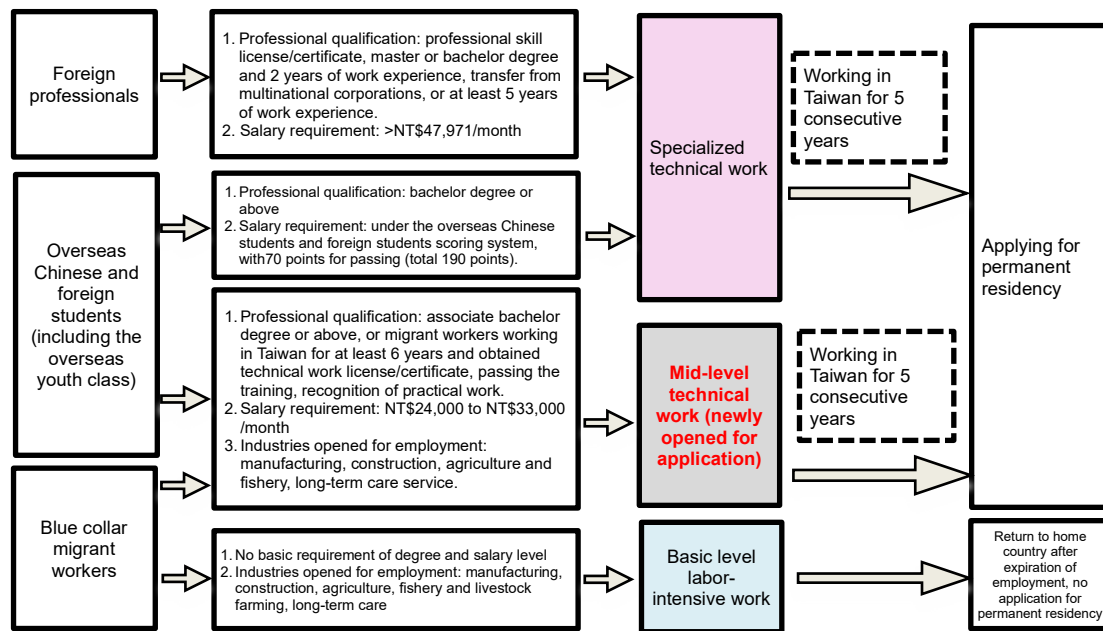 Foreign
professionals
1. Professional qualification: professional skill
license/certificate, master or bachelor degree
and 2 years of work experience, transfer from
multinational corporations, or at least 5 years
of work experience.
2. Salary requirement: >NT$47,971/month
Specialized
technical work
Working in
Taiwan for 5
consecutive
years
Applying for
permanent
residency
Overseas
Chinese and
foreign
students
(including the
overseas
youth class)
1. Professional qualification: bachelor degree or
above
2. Salary requirement: under the overseas Chinese
students and foreign students scoring system,
with70 points for passing (total 190 points).
1. Professional qualification: associate bachelor
degree or above, or migrant workers working
in Taiwan for at least 6 years and obtained
technical work license/certificate, passing the
training, recognition of practical work.
2. Salary requirement: NT$24,000 to NT$33,000
/month
3. Industries opened for employment:
manufacturing, construction, agriculture and
fishery, long-term care service.
Mid-level
technical
work (newly
opened for
application)
Working in
Taiwan for 5
consecutive
years
Blue collar
migrant
workers
1. No basic requirement of degree and salary level
2. Industries opened for employment: manufacturing,
construction, agriculture, fishery and livestock
farming, long-term care
Basic level
labor-
intensive work
Return to home
country after
expiration of
employment, no
application for
permanent residency